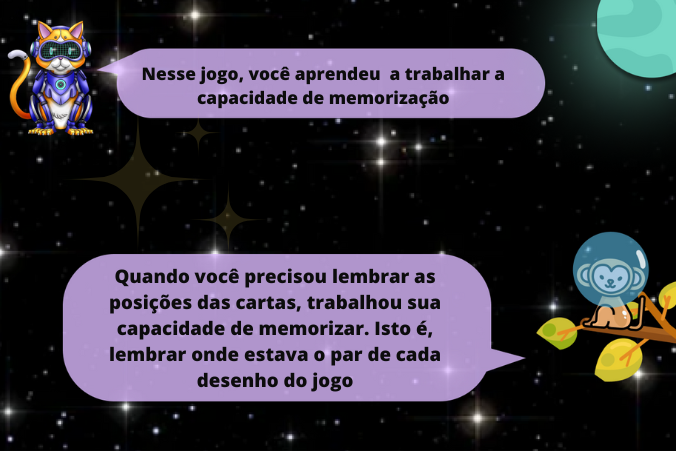 Nesse jogo, você aprendeu a trabalhar a
capacidade de memorização
Quando você precisou lembrar as
posições das cartas, trabalhou sua
capacidade de memorizar. Isto é,
lembrar onde estava o par de cada
desenho do jogo